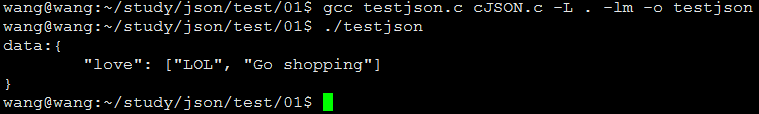 wang@wang:~/study/json/test/01$ gcc testjson.c cJSON.c -L . -lm -o testjson
wang@wang:~/study/json/test/01$ ./testjson
data:{
        "love": ["LOL", "Go shopping"]
}
wang@wang:~/study/json/test/01$